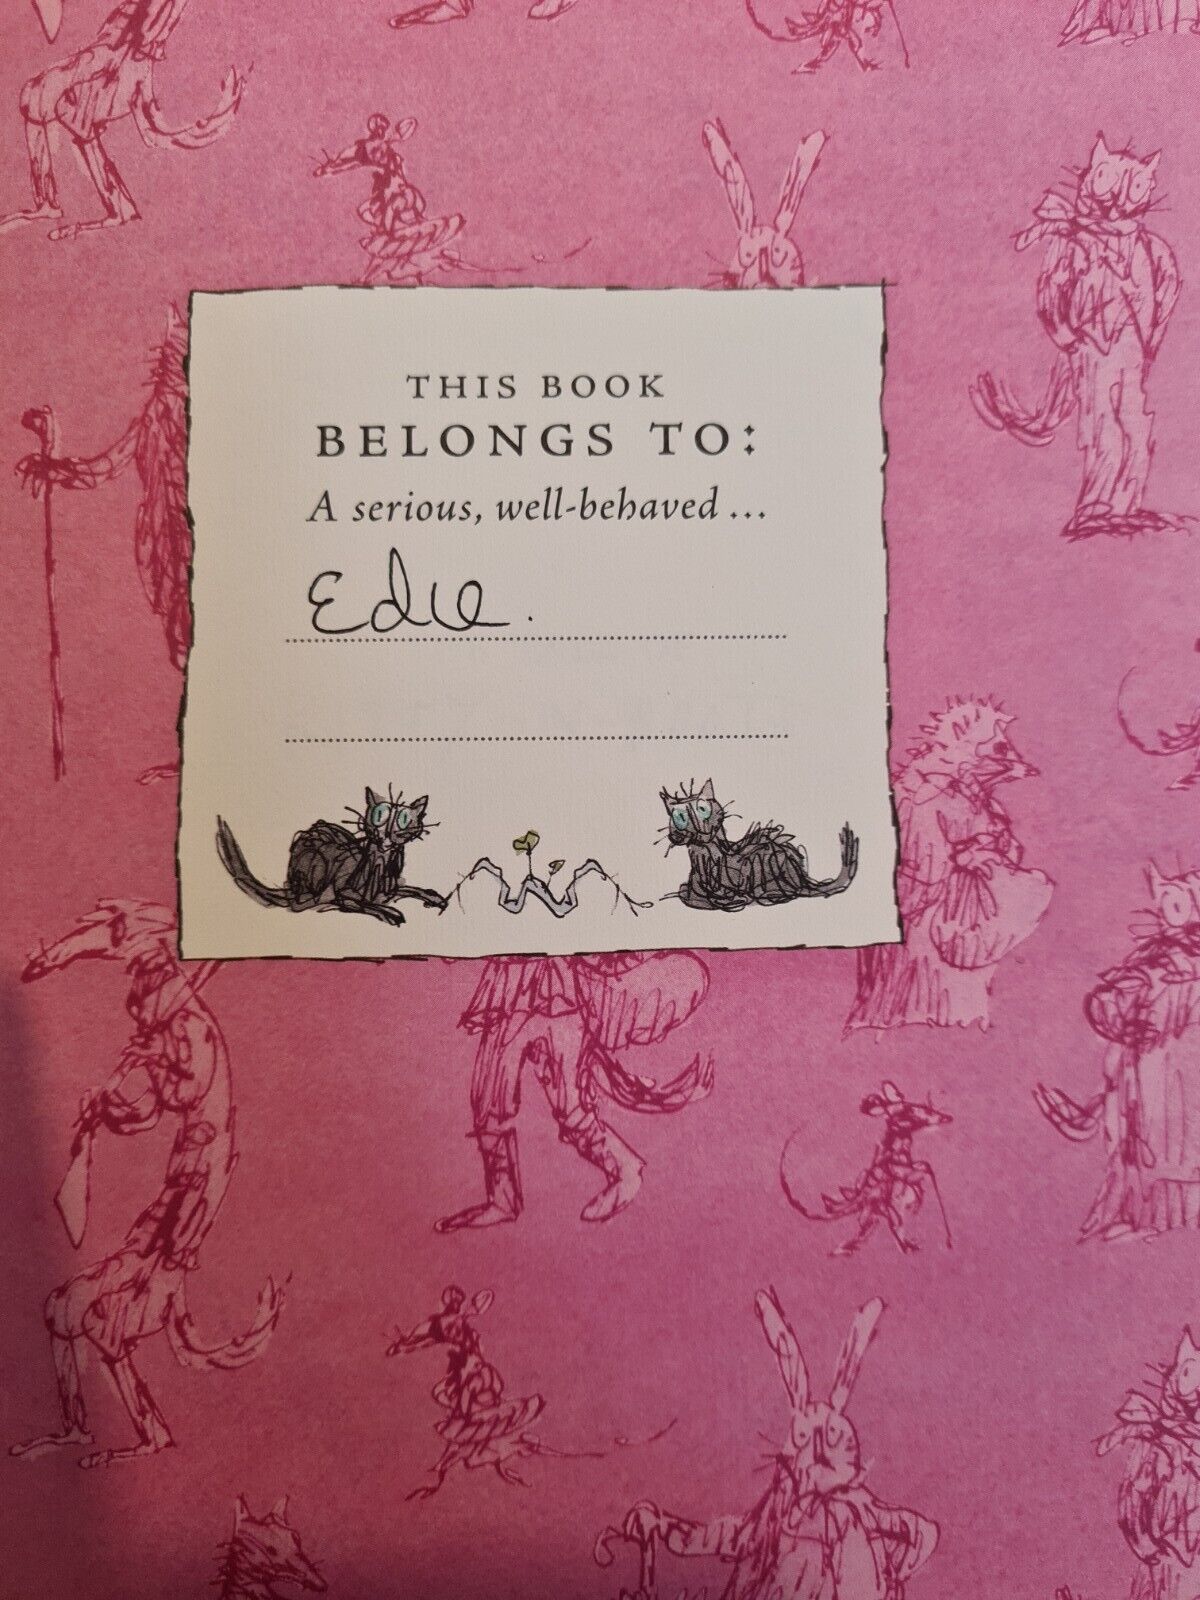 THIS BOOK
BELONGS TO:
A serious, well-behaved ...
Edie.